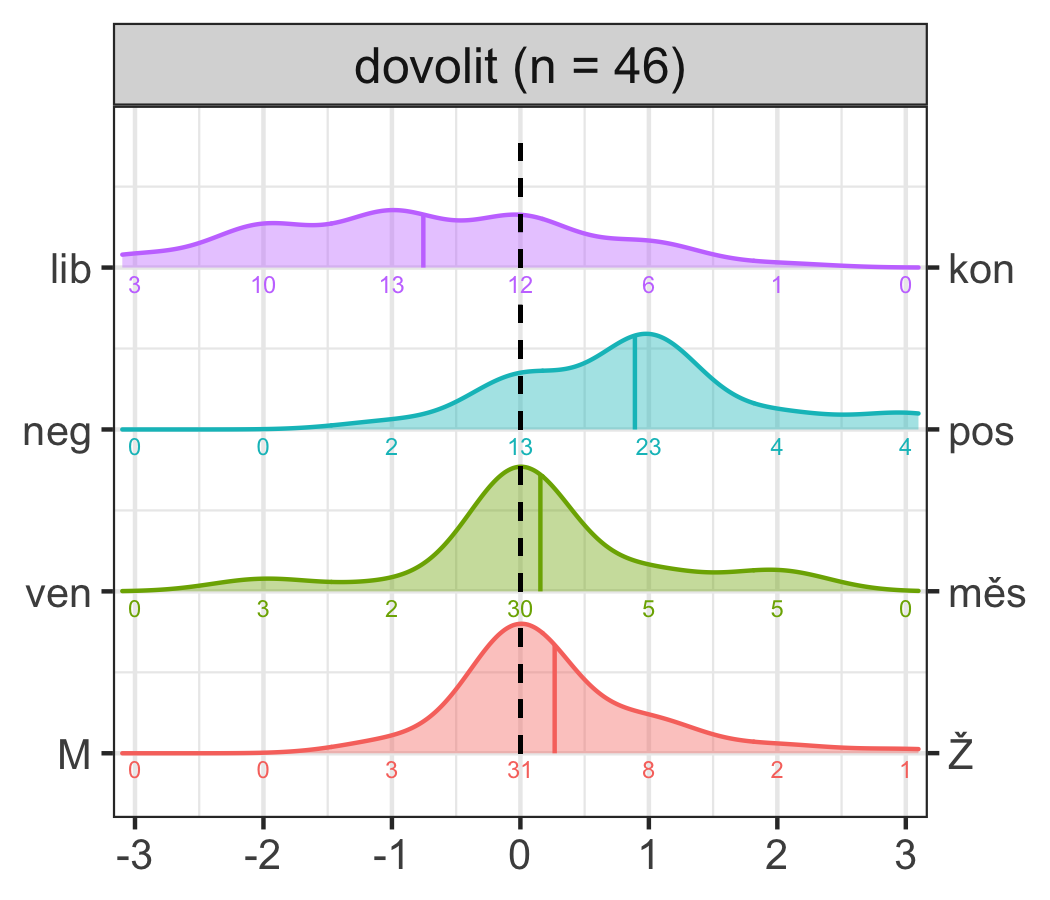 dovolit (n = 46)
lib kon
3 10 13 12 6 1 0
neg pos
0 0 2 13 23 4 4
ven měs
0 3 2 30 5 5 0
M Ž
0 0 3 31 8 2 1
-3 -2 -1 0 1 2 3